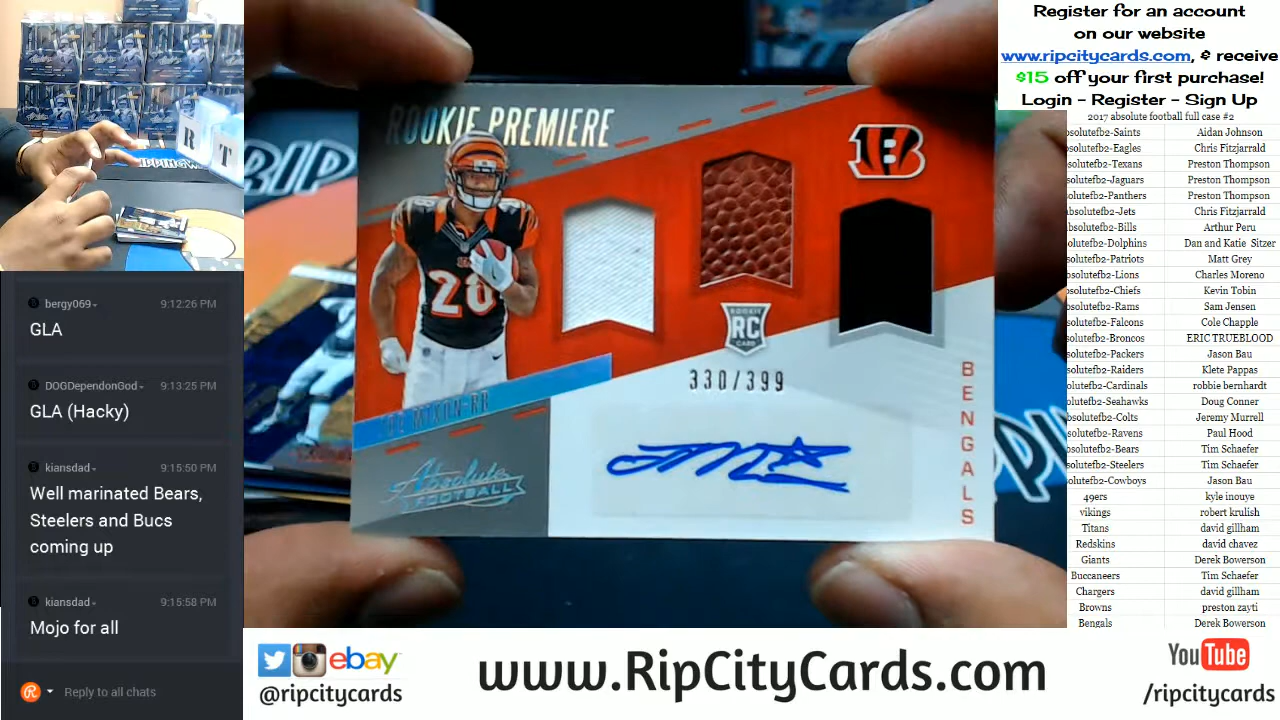 Register for an account
on our website
www.ripcitycards.com, & receive
$15 off your first purchase!
Login - Register - Sign Up
2017 absolute football full case #2
bsolutefb2-Saints Aidan Johnson
bsolutefb2-Eagles Chris Fitzjarrald
bsolutefb2-Texans Preston Thompson
bsolutefb2-Jaguars Preston Thompson
bsolutefb2-Panthers Preston Thompson
absolutefb2-Jets Chris Fitzjarrald
absolutefb2-Bills Arthur Peru
bsolutefb2-Dolphins Dan and Katie Sitzer
bsolutefb2-Patriots Matt Grey
bsolutefb2-Lions Charles Moreno
bsolutefb2-Chiefs Kevin Tobin
bsolutefb2-Rams Sam Jensen
solutefb2-Falcons Cole Chapple
bsolutefb2-Broncos ERIC TRUEBLOOD
solutefb2-Packers Jason Bau
solutefb2-Raiders Klete Pappas
olutefb2-Cardinals robbie bernhardt
olutefb2-Seahawks Doug Conner
absolutefb2-Colts Jeremy Murrell
solutefb2-Ravens Paul Hood
bsolutefb2-Bears Tim Schaefer
solutefb2-Steelers Tim Schaefer
olutefb2-Cowboys Jason Bau
49ers kyle inouye
vikings robert krulish
Titans david gillham
Redskins david chavez
Giants Derek Bowerson
Buccaneers Tim Schaefer
Chargers david gillham
Browns preston zayti
Bengals Derek Bowerson
ROOKIE PREMIERE
B
28
ROOKIE
RC
CARD
330/399
JOE MIXON-RB
Absolute
FOOTBALL
BENGALS
RIP
R
T
bergy069 9:12:26 PM
GLA
DOGDependonGod 9:13:25 PM
GLA (Hacky)
kiansdad 9:15:50 PM
Well marinated Bears,
Steelers and Bucs
coming up
kiansdad 9:15:58 PM
Mojo for all
Reply to all chats
ebay
@ripcitycards
www.RipCityCards.com
YouTube
/ripcitycards